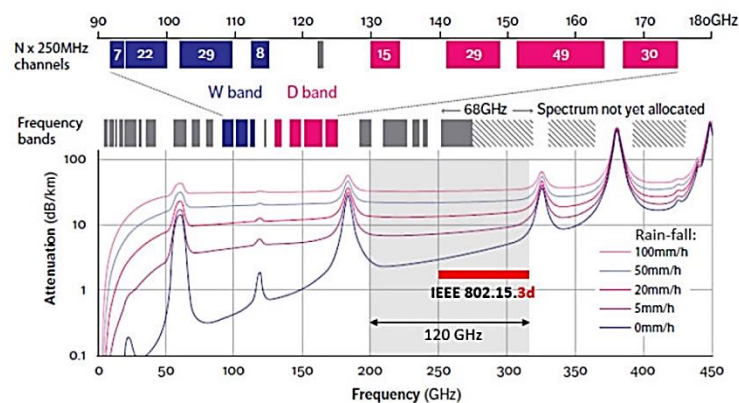 90 100 110 120 130 140 150 160 170 180GHz
N x 250MHz
channels
7 22 29 8 15 29 49 30
W band D band
68GHz Spectrum not yet allocated
Frequency
bands
Attenuation (dB/km)
100
10
1
0.1
Rain-fall:
100mm/h
50mm/h
20mm/h
5mm/h
0mm/h
IEEE 802.15.3d
120 GHz
0 50 100 150 200 250 300 350 400 450
Frequency (GHz)